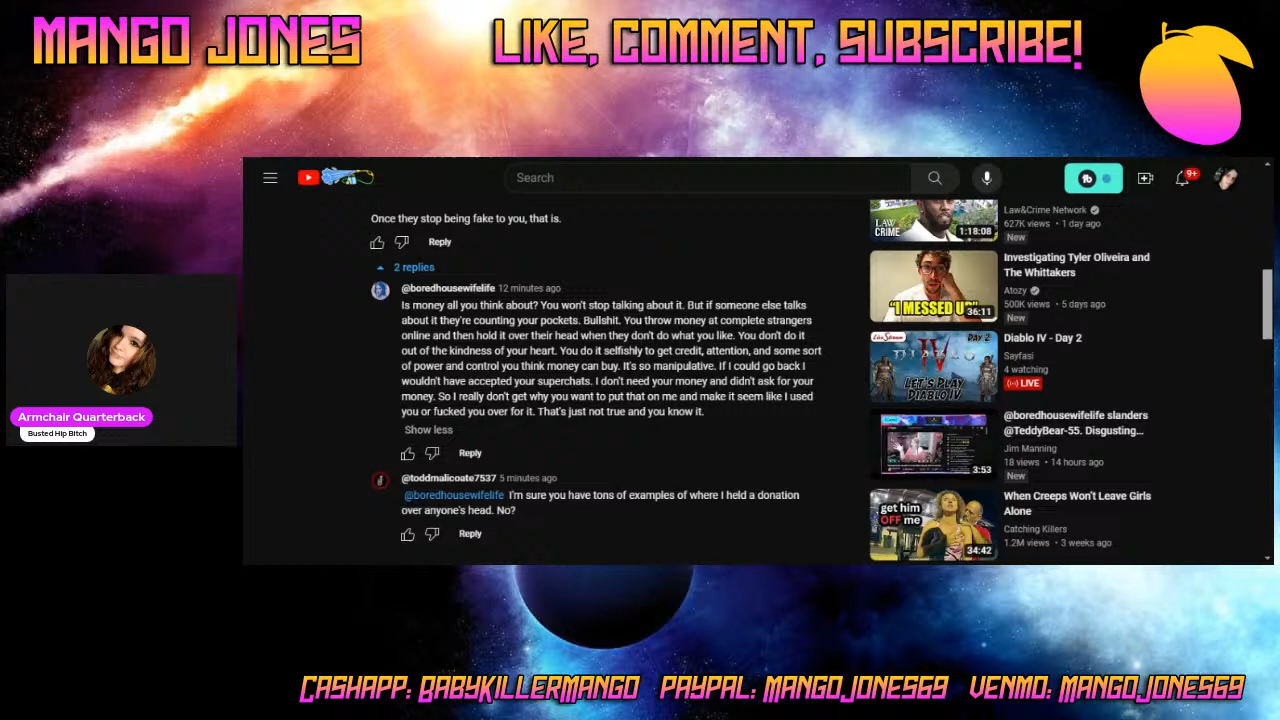 MANGO JONES
LIKE, COMMENT, SUBSCRIBE!
Search
9+
Once they stop being fake to you, that is.
Reply
2 replies
@boredhousewifelife 12 minutes ago
Is money all you think about? You won't stop talking about it. But if someone else talks
about it they're counting your pockets. Bullshit. You throw money at complete strangers
online and then hold it over their head when they don't do what you like. You don't do it
out of the kindness of your heart. You do it selfishly to get credit, attention, and some sort
of power and control you think money can buy. It's so manipulative. If I could go back I
wouldn't have accepted your superchats. I don't need your money and didn't ask for your
money. So I really don't get why you want to put that on me and make it seem like I used
you or fucked you over for it. That's just not true and you know it.
Show less
Reply
@toddmalicoate7537 5 minutes ago
@boredhousewifelife I'm sure you have tons of examples of where I held a donation
over anyone's head. No?
Reply
LAW
CRIME
1:18:08
Law&Crime Network
627K views • 1 day ago
New
"I MESSED UP"
36:11
Investigating Tyler Oliveira and
The Whittakers
Atozy
500K views • 5 days ago
New
LiveStream
DAY 2
DIABLO IV
LET'S PLAY
DIABLO IV
Diablo IV - Day 2
Sayfasi
4 watching
LIVE
3:53
@boredhousewifelife slanders
@TeddyBear-55. Disgusting...
Jim Manning
18 views • 14 hours ago
New
get him
OFF me
34:42
When Creeps Won't Leave Girls
Alone
Catching Killers
1.2M views • 3 weeks ago
Armchair Quarterback
Busted Hip Bitch
CASHAPP: BABYKILLERMANGO PAYPAL: MANGOJONES69 VENMO: MANGOJONES69